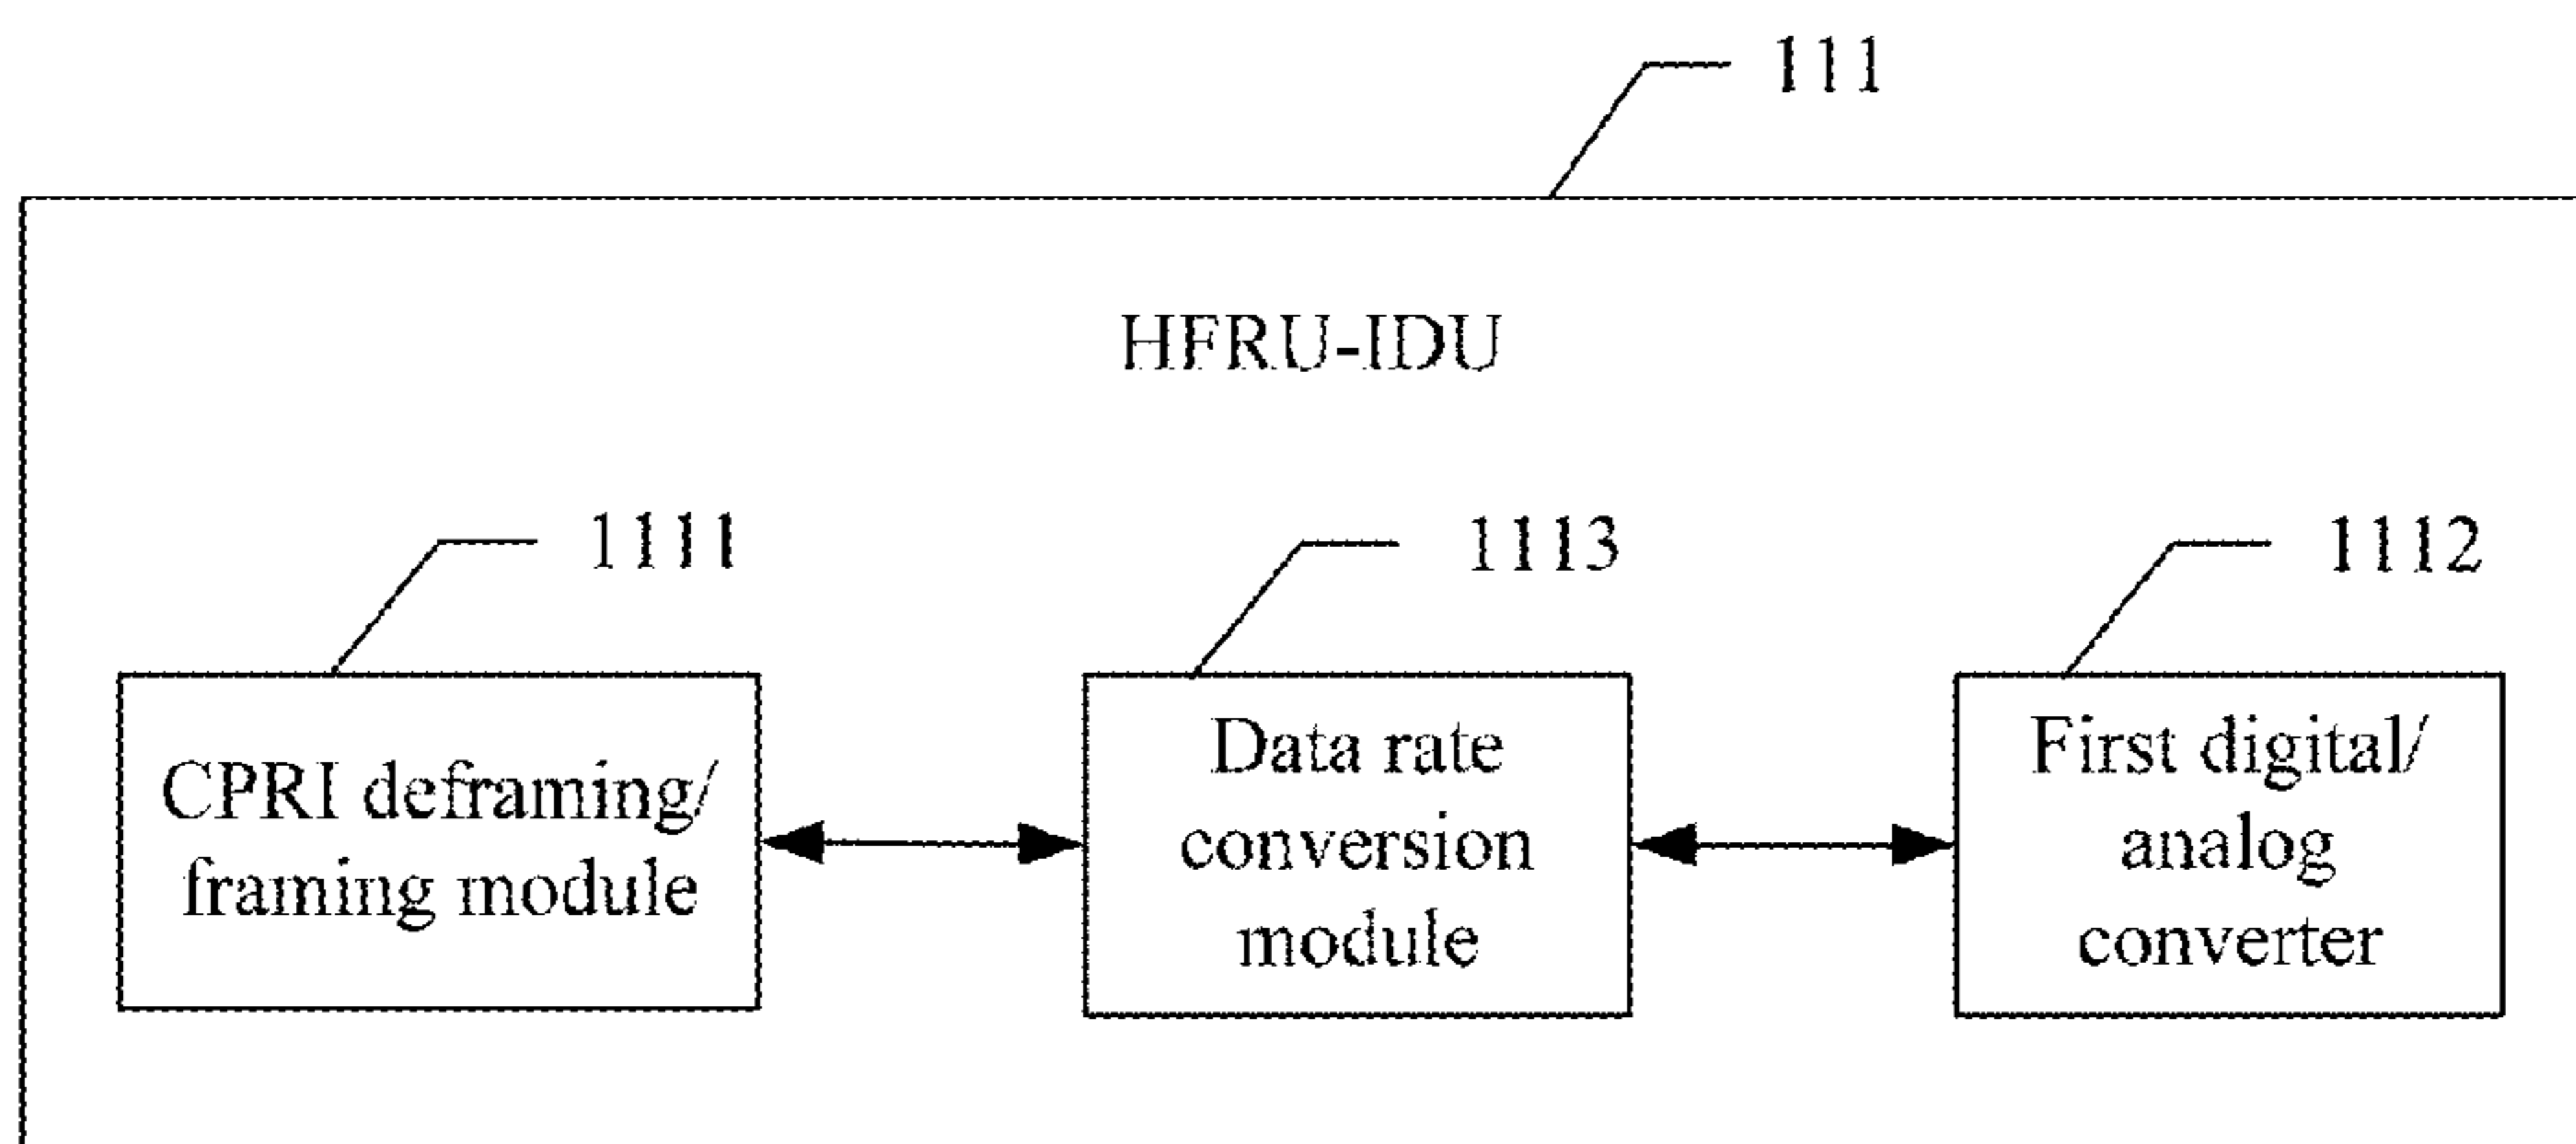 111
HFRU-IDU
1111
1113
1112
CPRI deframing/
framing module
Data rate
conversion
module
First digital/
analog
converter